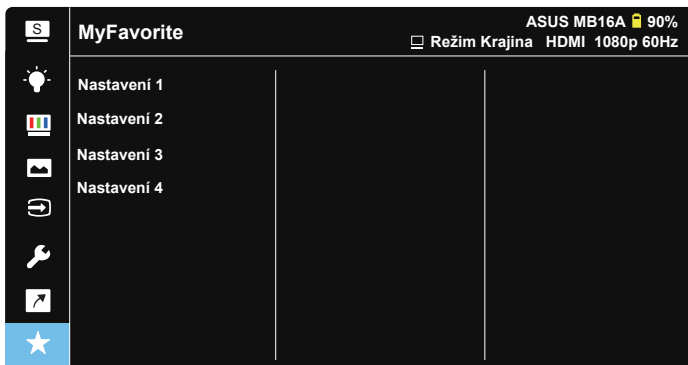 S
MyFavorite
ASUS MB16A 90%
Režim Krajina HDMI 1080p 60Hz
Nastavení 1
Nastavení 2
Nastavení 3
Nastavení 4